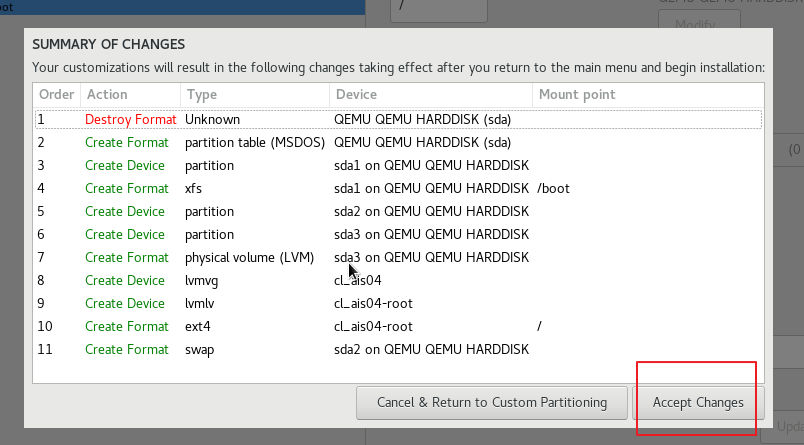 oot
/
QEMU QEMU HARDDISK
Modify
SUMMARY OF CHANGES
Your customizations will result in the following changes taking effect after you return to the main menu and begin installation:
Order Action Type Device Mount point
1 Destroy Format Unknown QEMU QEMU HARDDISK (sda)
2 Create Format partition table (MSDOS) QEMU QEMU HARDDISK (sda)
3 Create Device partition sda1 on QEMU QEMU HARDDISK
4 Create Format xfs sda1 on QEMU QEMU HARDDISK /boot
5 Create Device partition sda2 on QEMU QEMU HARDDISK
6 Create Device partition sda3 on QEMU QEMU HARDDISK
7 Create Format physical volume (LVM) sda3 on QEMU QEMU HARDDISK
8 Create Device lvmvg cl_ais04
9 Create Device lvmlv cl_ais04-root
10 Create Format ext4 cl_ais04-root /
11 Create Format swap sda2 on QEMU QEMU HARDDISK
(0
Cancel & Return to Custom Partitioning Accept Changes
Upda